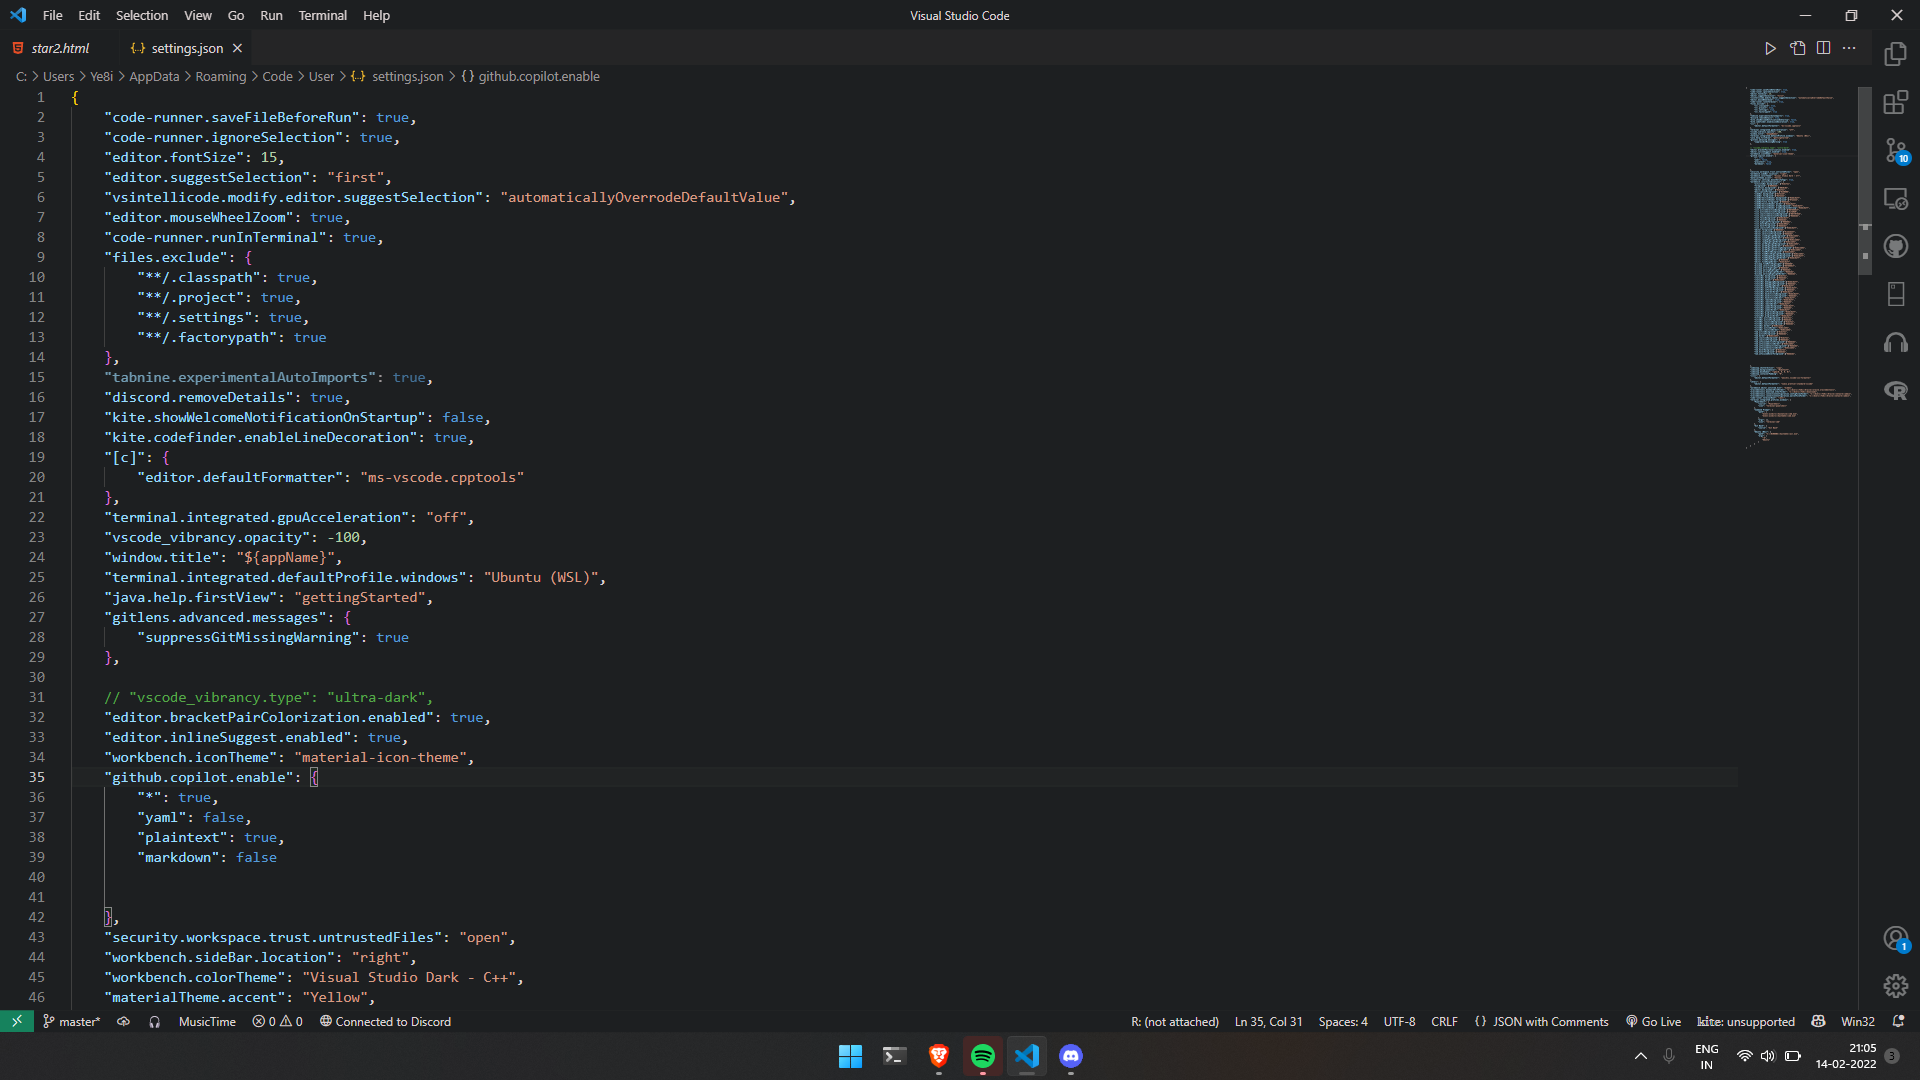 File Edit Selection View Go Run Terminal Help
Visual Studio Code
star2.html
{..} settings.json
C: > Users > Ye8i > AppData > Roaming > Code > User > {..} settings.json > {} github.copilot.enable
1 {
2 "code-runner.saveFileBeforeRun": true,
3 "code-runner.ignoreSelection": true,
4 "editor.fontSize": 15,
5 "editor.suggestSelection": "first",
6 "vsintellicode.modify.editor.suggestSelection": "automaticallyOverrodeDefaultValue",
7 "editor.mouseWheelZoom": true,
8 "code-runner.runInTerminal": true,
9 "files.exclude": {
10 "**/.classpath": true,
11 "**/.project": true,
12 "**/.settings": true,
13 "**/.factorypath": true
14 },
15 "tabnine.experimentalAutoImports": true,
16 "discord.removeDetails": true,
17 "kite.showWelcomeNotificationOnStartup": false,
18 "kite.codefinder.enableLineDecoration": true,
19 "[c]": {
20 "editor.defaultFormatter": "ms-vscode.cpptools"
21 },
22 "terminal.integrated.gpuAcceleration": "off",
23 "vscode_vibrancy.opacity": -100,
24 "window.title": "${appName}",
25 "terminal.integrated.defaultProfile.windows": "Ubuntu (WSL)",
26 "java.help.firstView": "gettingStarted",
27 "gitlens.advanced.messages": {
28 "suppressGitMissingWarning": true
29 },
30
31 // "vscode_vibrancy.type": "ultra-dark",
32 "editor.bracketPairColorization.enabled": true,
33 "editor.inlineSuggest.enabled": true,
34 "workbench.iconTheme": "material-icon-theme",
35 "github.copilot.enable": {
36 "*": true,
37 "yaml": false,
38 "plaintext": true,
39 "markdown": false
40
41
42 },
43 "security.workspace.trust.untrustedFiles": "open",
44 "workbench.sideBar.location": "right",
45 "workbench.colorTheme": "Visual Studio Dark - C++",
46 "materialTheme.accent": "Yellow",
10
R
1
master* MusicTime 0 0 Connected to Discord
R: (not attached) Ln 35, Col 31 Spaces: 4 UTF-8 CRLF {} JSON with Comments Go Live kite: unsupported Win32
ENG
IN
21:05
14-02-2022
3